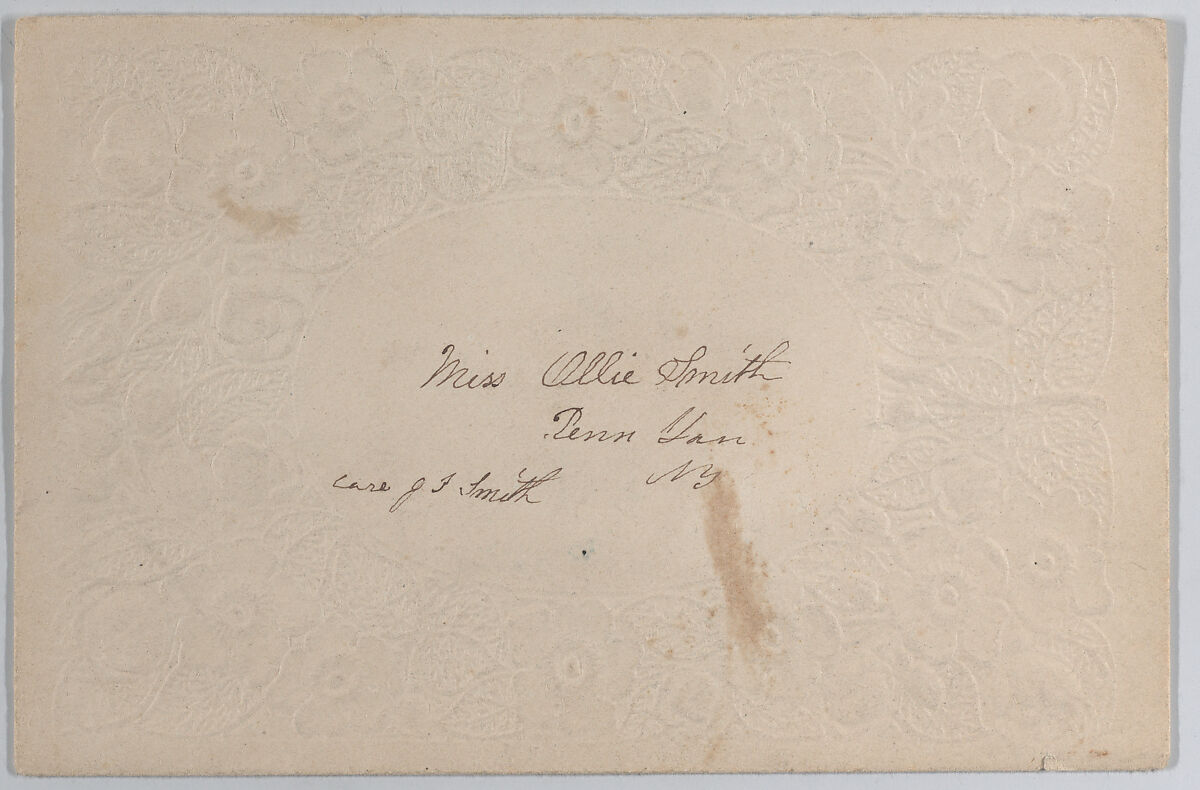 Miss Ollie Smith
Penn Yan
NY
care J F Smith